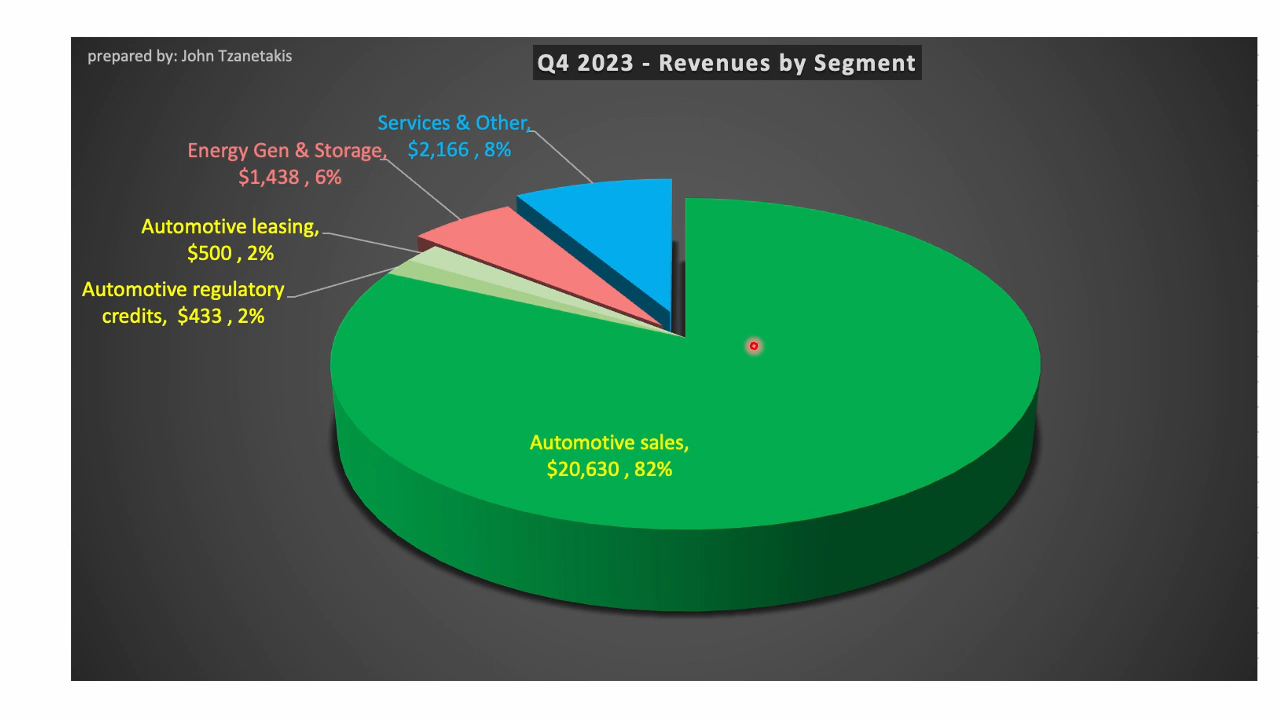 prepared by: John Tzanetakis
Q4 2023 - Revenues by Segment
Services & Other,
$2,166 , 8%
Energy Gen & Storage,
$1,438 , 6%
Automotive leasing,
$500 , 2%
Automotive regulatory
credits,  $433 , 2%
Automotive sales,
$20,630 , 82%